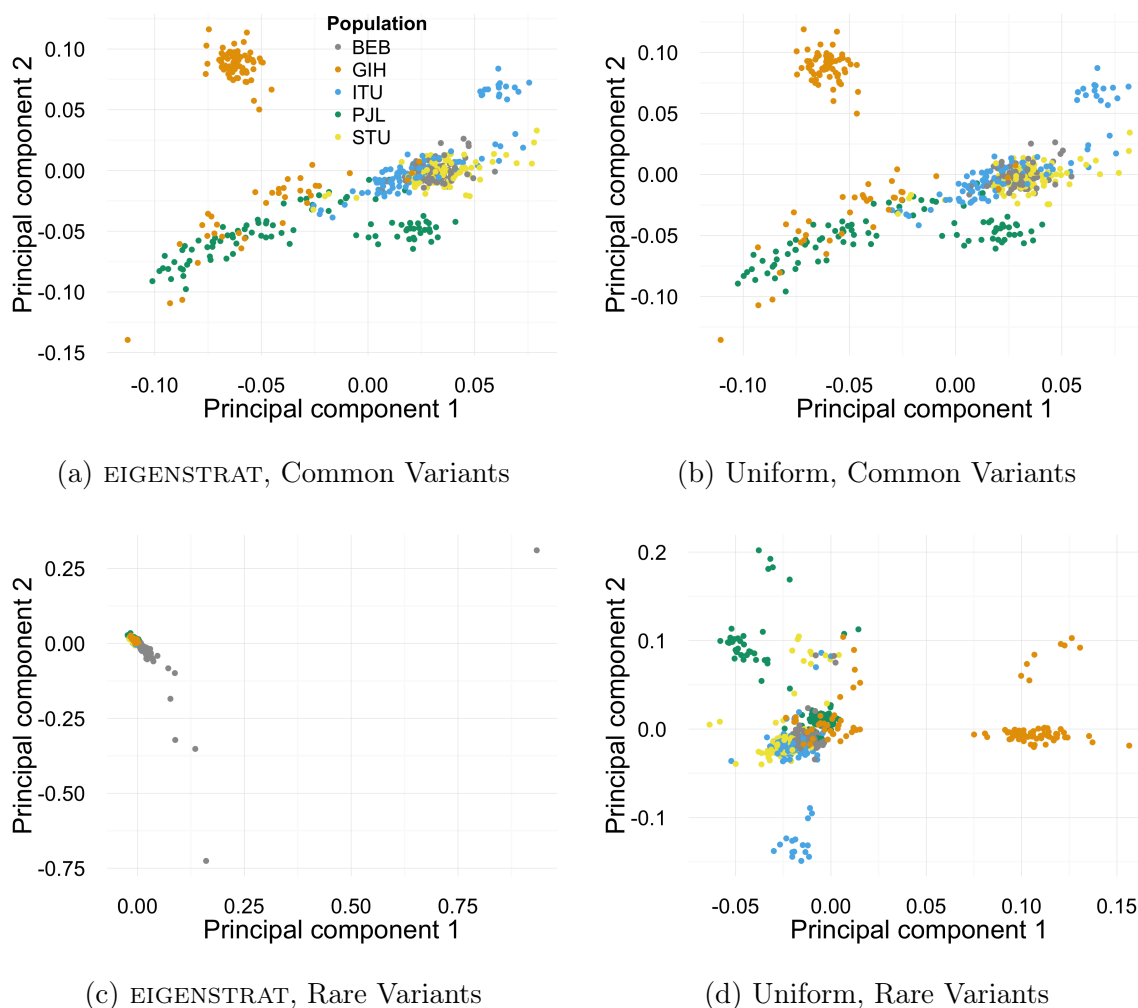 Population
BEB
GIH
ITU
PJL
STU
Principal component 2
0.10
0.05
0.00
-0.05
-0.10
-0.15
-0.10
-0.05
0.00
0.05
Principal component 1
(a) EIGENSTRAT, Common Variants
Principal component 2
0.10
0.05
0.00
-0.05
-0.10
-0.10
-0.05
0.00
0.05
Principal component 1
(b) Uniform, Common Variants
Principal component 2
0.25
0.00
-0.25
-0.50
-0.75
0.00
0.25
0.50
0.75
Principal component 1
(c) EIGENSTRAT, Rare Variants
Principal component 2
0.2
0.1
0.0
-0.1
-0.05
0.00
0.05
0.10
0.15
Principal component 1
(d) Uniform, Rare Variants